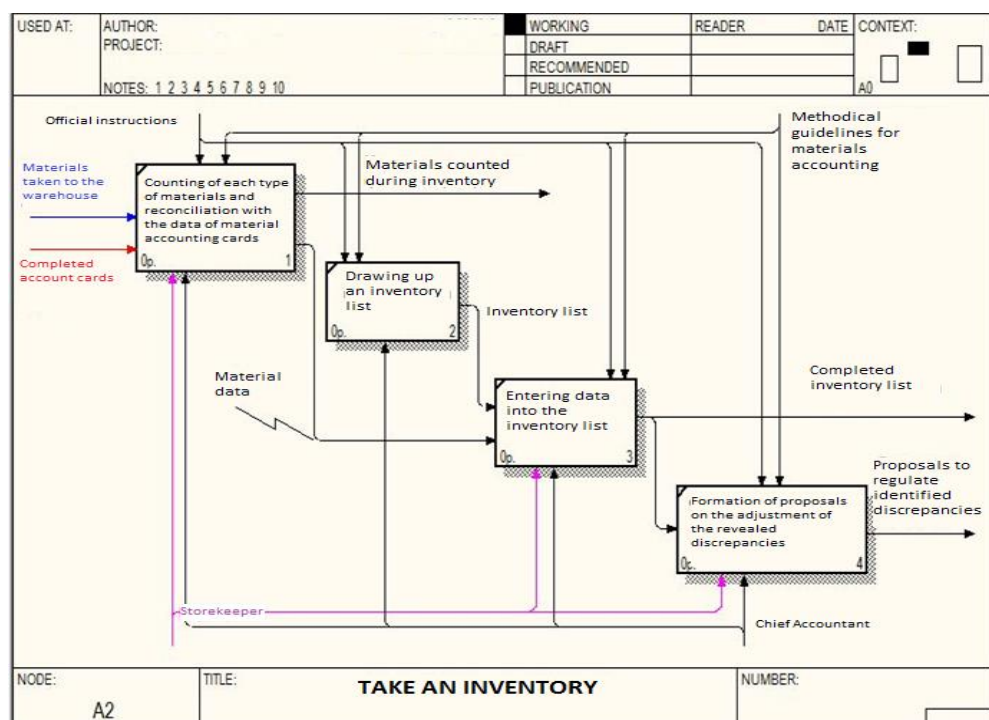 USED AT:
AUTHOR:
PROJECT:
NOTES: 1 2 3 4 5 6 7 8 9 10
WORKING
DRAFT
RECOMMENDED
PUBLICATION
READER DATE
CONTEXT:
A0
Official instructions
Methodical
guidelines for
materials
accounting
Materials
taken to the
warehouse
Completed
account cards
Counting of each type
of materials and
reconciliation with
the data of material
accounting cards
0р. 1
Materials counted
during inventory
Drawing up
an inventory
list
0р. 2
Inventory list
Material
data
Entering data
into the
inventory list
0р. 3
Completed
inventory list
Proposals to
regulate
identified
discrepancies
Formation of proposals
on the adjustment of
the revealed
discrepancies
0р. 4
Storekeeper
Chief Accountant
NODE:
A2
TITLE:
TAKE AN INVENTORY
NUMBER: